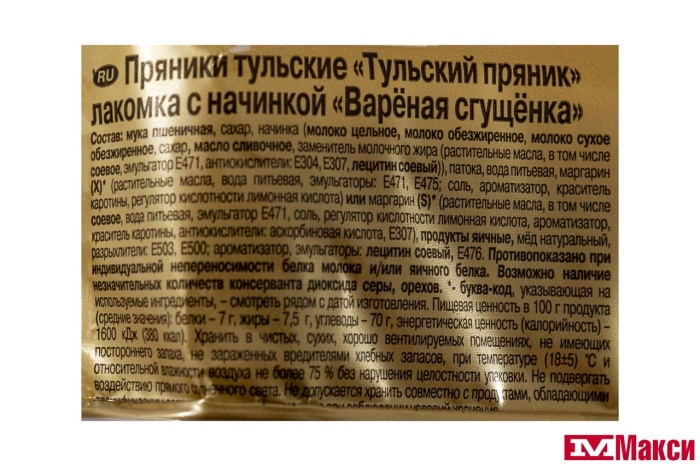 RU Пряники тульские «Тульский пряник»
лакомка с начинкой «Варёная сгущёнка»
Состав: мука пшеничная, сахар, начинка (молоко цельное, молоко обезжиренное, молоко сухое
обезжиренное, сахар, масло сливочное, заменитель молочного жира (растительные масла, в том числе
соевое, эмульгатор Е471, антиокислители: Е304, Е307, лецитин соевый)), патока, вода питьевая, маргарин
(Х)* (растительные масла, вода питьевая, эмульгаторы: Е471, Е475; соль, ароматизатор, краситель
каротины, регулятор кислотности лимонная кислота) или маргарин (S)* (растительные масла, в том числе
соевое, вода питьевая, эмульгатор Е471, соль, регулятор кислотности лимонная кислота, ароматизатор,
краситель каротины, антиокислители: аскорбиновая кислота, Е307), продукты яичные, мёд натуральный,
разрыхлители: Е503, Е500; ароматизатор, эмульгаторы: лецитин соевый, Е476. Противопоказано при
индивидуальной непереносимости белка молока и/или яичного белка. Возможно наличие
незначительных количеств консерванта диоксида серы, орехов. *- буква-код, указывающая на
используемые ингредиенты, – смотреть рядом с датой изготовления. Пищевая ценность в 100 г продукта
(средние значения): белки – 7 г, жиры – 7,5 г, углеводы – 70 г, энергетическая ценность (калорийность) –
1600 кДж (380 ккал). Хранить в чистых, сухих, хорошо вентилируемых помещениях, не имеющих
постороннего запаха, не зараженных вредителями хлебных запасов, при температуре (18±5) °С и
относительной влажности воздуха не более 75 % без нарушения целостности упаковки. Не подвергать
воздействию прямого солнечного света. Не допускается хранить совместно с продуктами, обладающими
Макси